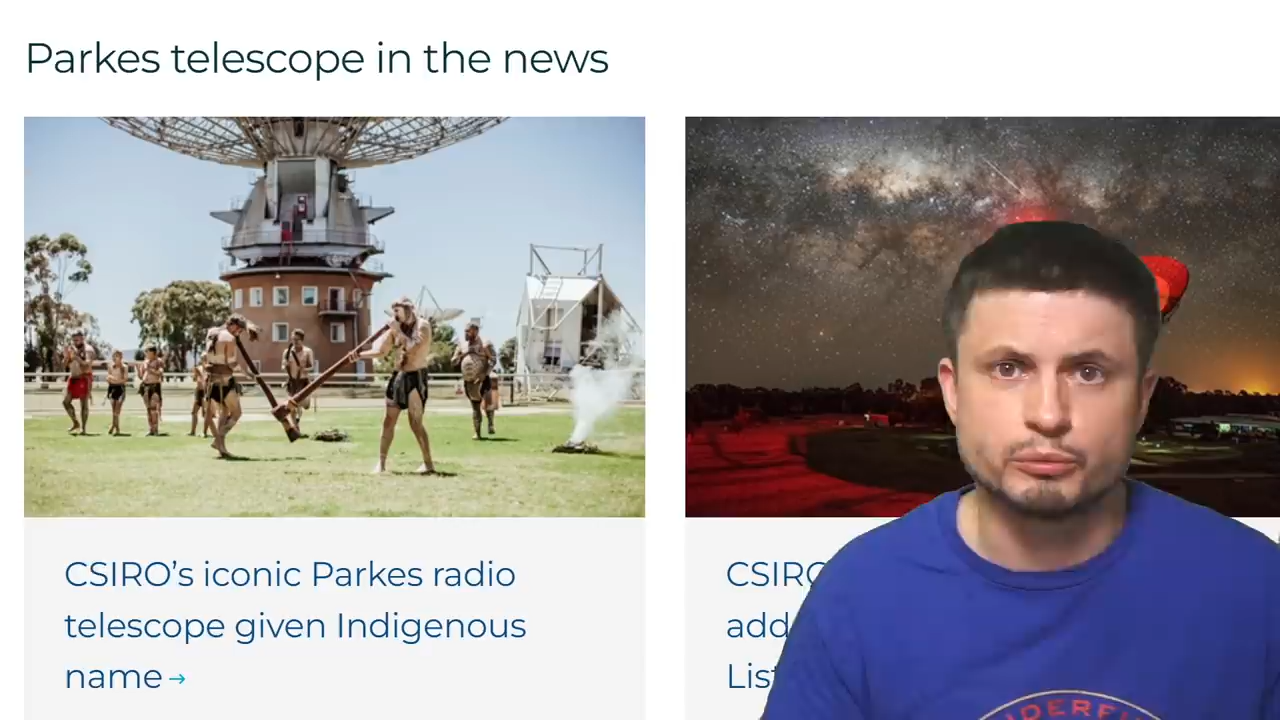 Parkes telescope in the news
CSIRO’s iconic Parkes radio
telescope given Indigenous
name →
CSIRO
add
List